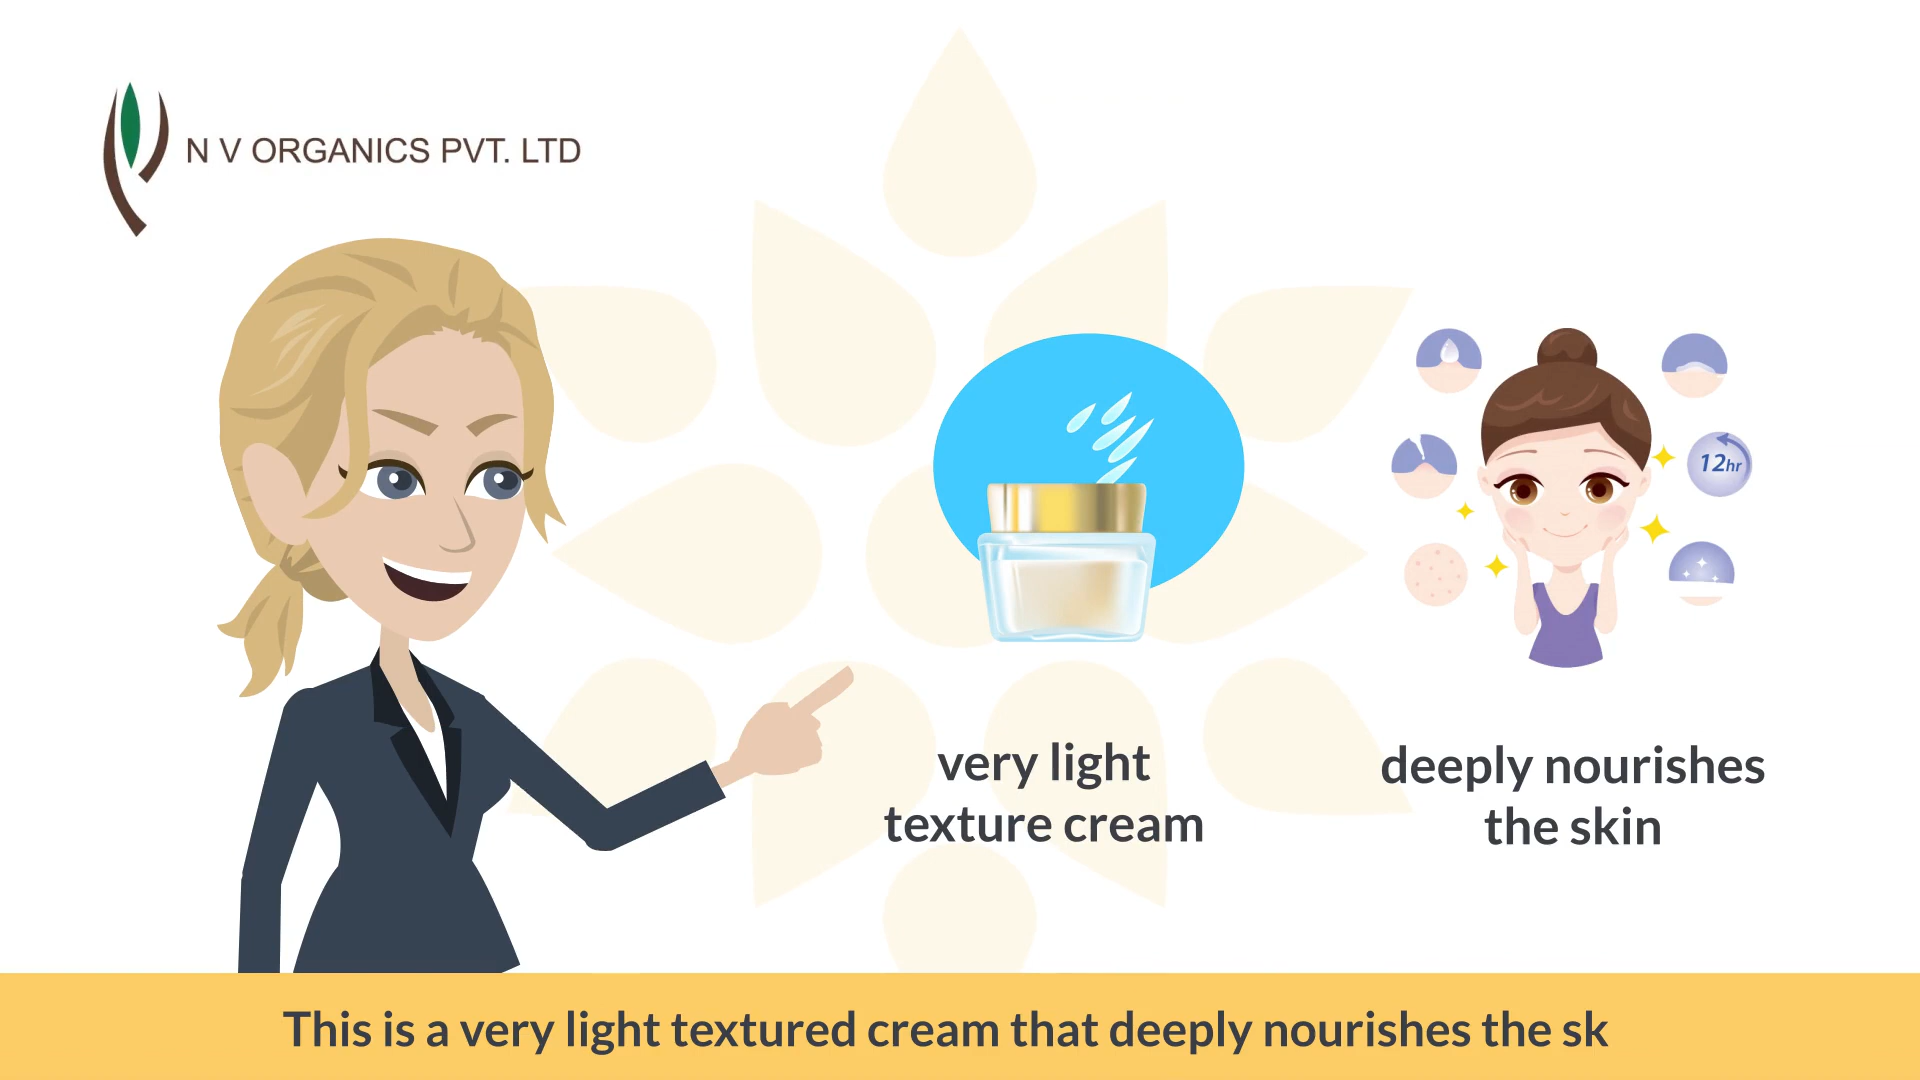 N V ORGANICS PVT. LTD
12hr
very light
texture cream
deeply nourishes
the skin
This is a very light textured cream that deeply nourishes the sk